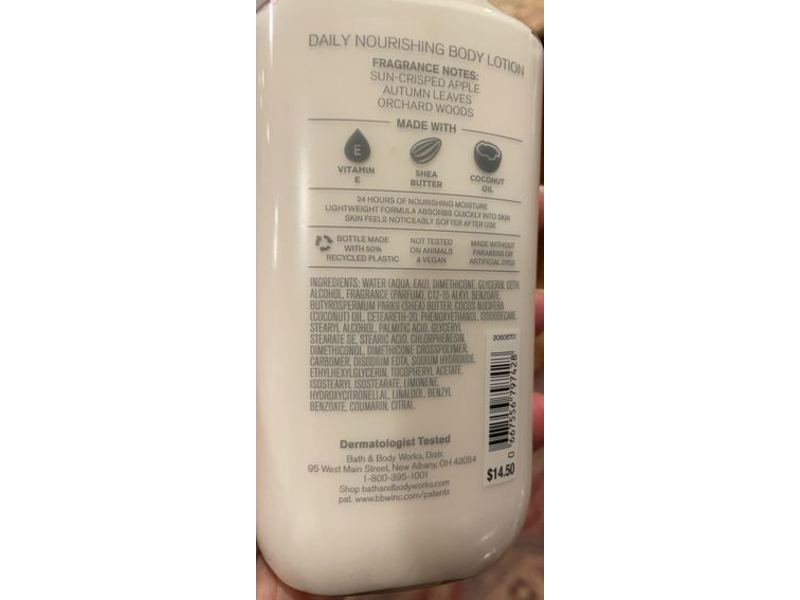 DAILY NOURISHING BODY LOTION
FRAGRANCE NOTES:
SUN-CRISPED APPLE
AUTUMN LEAVES
ORCHARD WOODS
MADE WITH
E
VITAMIN
E
SHEA
BUTTER
COCONUT
OIL
24 HOURS OF NOURISHING MOISTURE
LIGHTWEIGHT FORMULA ABSORBS QUICKLY INTO SKIN
SKIN FEELS NOTICEABLY SOFTER AFTER USE
BOTTLE MADE
WITH 50%
RECYCLED PLASTIC
NOT TESTED
ON ANIMALS
& VEGAN
MADE WITHOUT
PARABENS OR
ARTIFICIAL DYES
INGREDIENTS: WATER (AQUA, EAU), DIMETHICONE, GLYCERIN, CETYL
ALCOHOL, FRAGRANCE (PARFUM), C12-15 ALKYL BENZOATE,
BUTYROSPERMUM PARKII (SHEA) BUTTER, COCOS NUCIFERA
(COCONUT) OIL, CETEARETH-20, PHENOXYETHANOL, ISODODECANE,
STEARYL ALCOHOL, PALMITIC ACID, GLYCERYL
STEARATE SE, STEARIC ACID, CHLORPHENESIN,
DIMETHICONOL, DIMETHICONE CROSSPOLYMER,
CARBOMER, DISODIUM EDTA, SODIUM HYDROXIDE,
ETHYLHEXYLGLYCERIN, TOCOPHERYL ACETATE,
ISOSTEARYL ISOSTEARATE, LIMONENE,
HYDROXYCITRONELLAL, LINALOOL, BENZYL
BENZOATE, COUMARIN, CITRAL.
0 667556 797428
$14.50
Dermatologist Tested
Bath & Body Works, Distr.
95 West Main Street, New Albany, OH 43054
1-800-395-1001
Shop bathandbodyworks.com
pat. www.bbwinc.com/patents